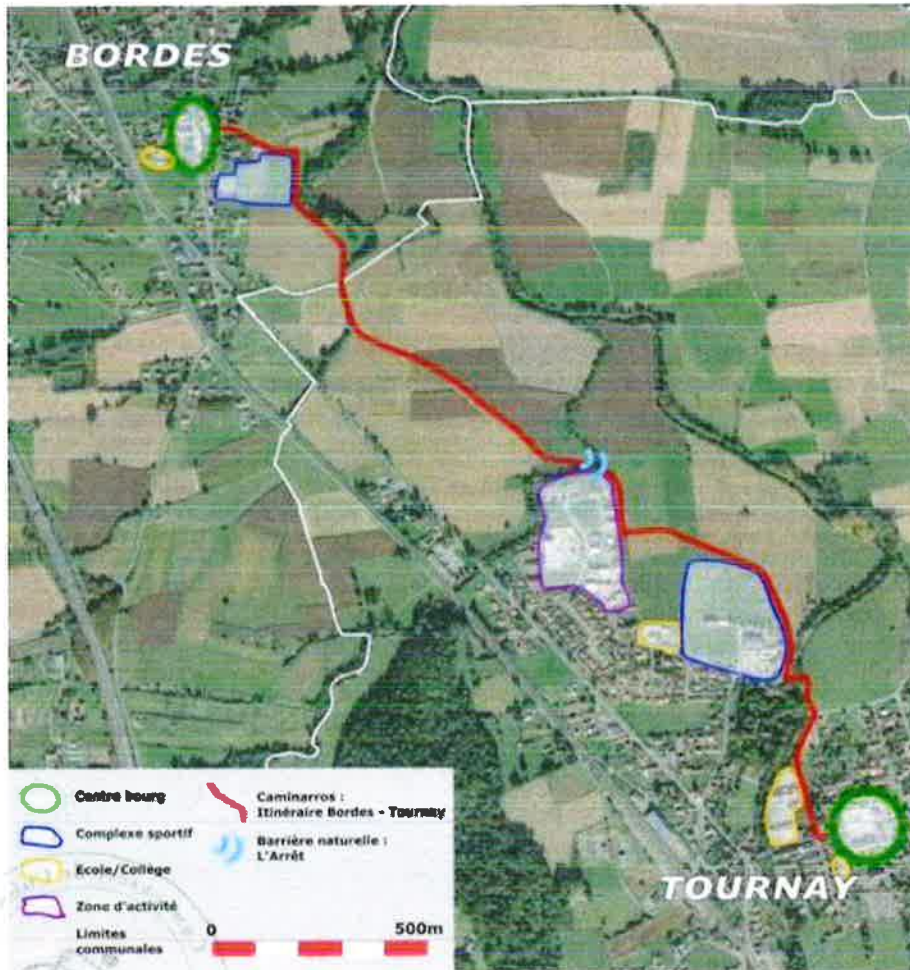 BORDES
TOURNAY
Centre bourg
Complexe sportif
Ecole/Collège
Zone d'activité
Limites
communales
Caminarros :
Itinéraire Bordes - Tournay
Barrière naturelle :
L'Arrêt
0 500m